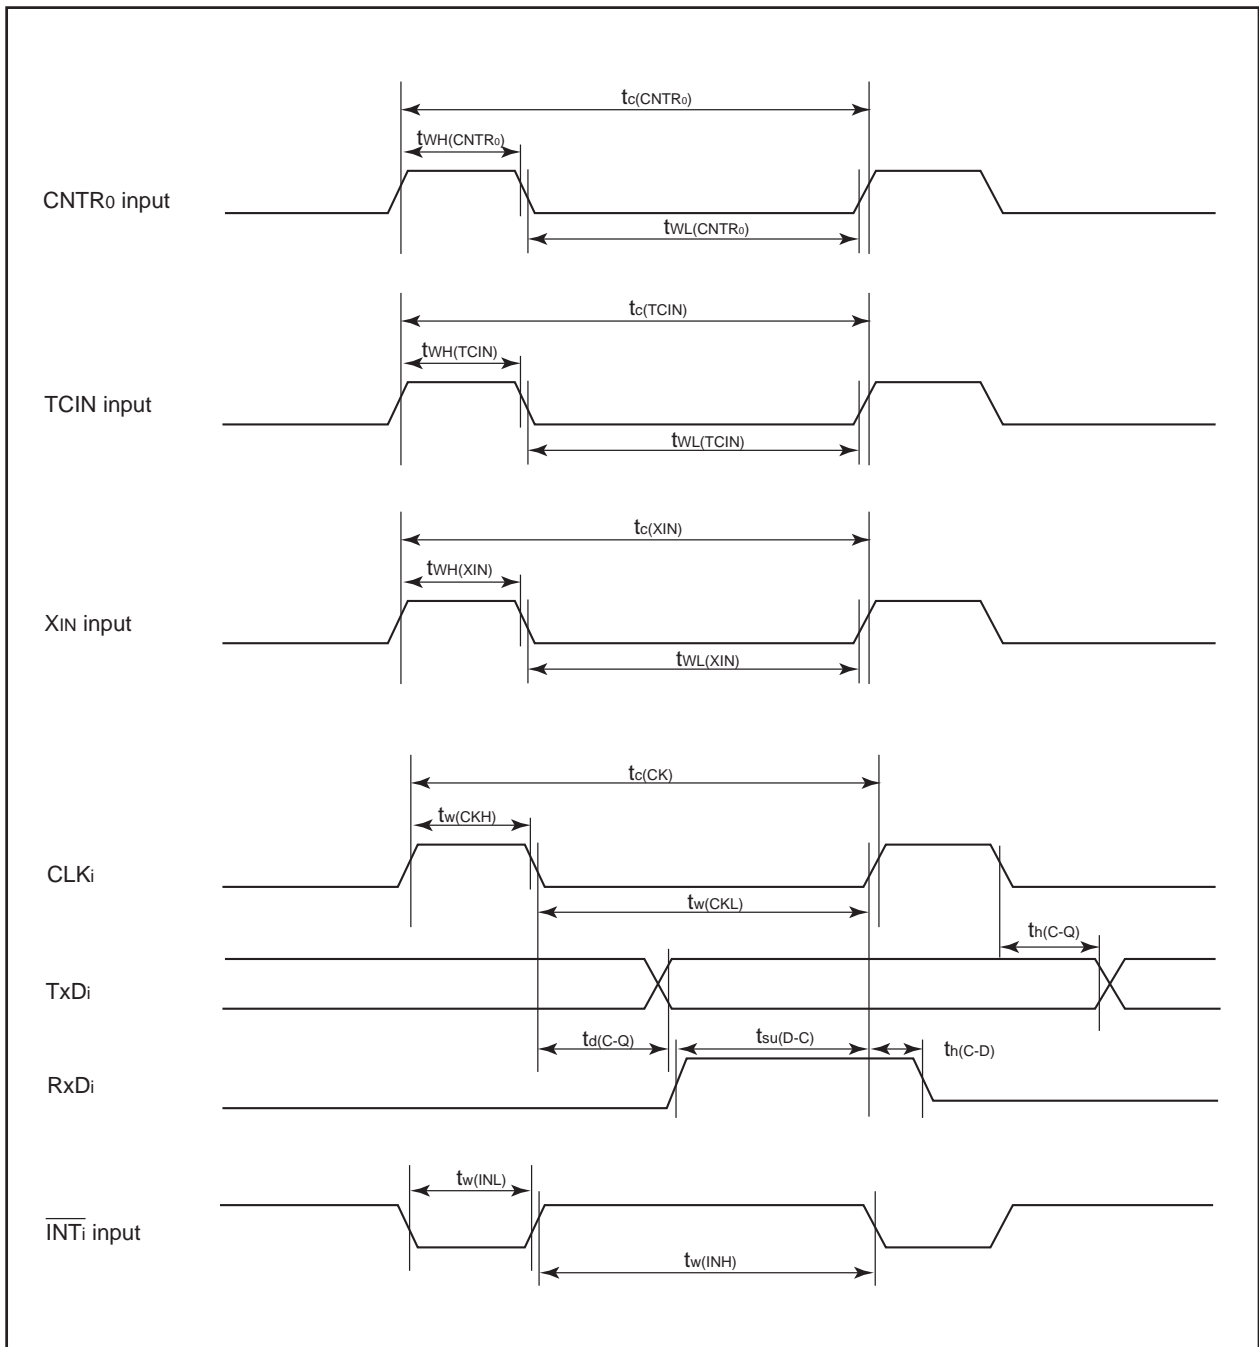 tc(CNTR0)
tWH(CNTR0)
CNTR0 input
tWL(CNTR0)
tc(TCIN)
tWH(TCIN)
TCIN input
tWL(TCIN)
tc(XIN)
tWH(XIN)
XIN input
tWL(XIN)
tc(CK)
tw(CKH)
CLKi
tw(CKL)
th(C-Q)
TxDi
td(C-Q)
tsu(D-C)
th(C-D)
RxDi
tw(INL)
I̅N̅T̅i input
tw(INH)